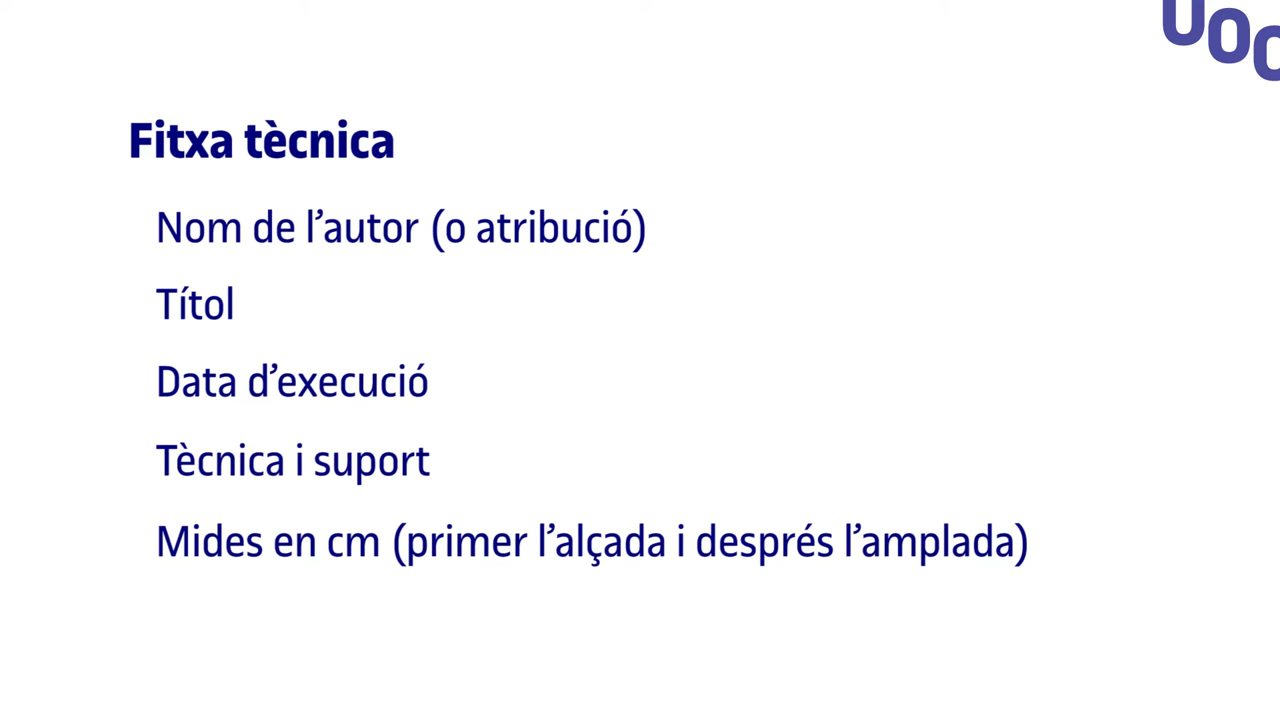 UOC
Fitxa tècnica
Nom de l’autor (o atribució)
Títol
Data d’execució
Tècnica i suport
Mides en cm (primer l’alçada i després l’amplada)